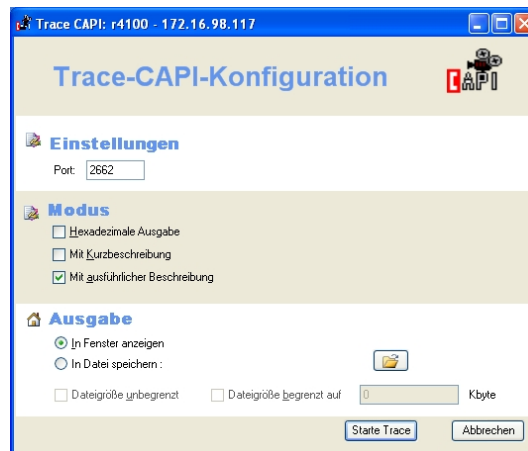 Trace CAPI: r4100 - 172.16.98.117
Trace-CAPI-Konfiguration
CAPI
Einstellungen
Port: 2662
Modus
Hexadezimale Ausgabe
Mit Kurzbeschreibung
Mit ausführlicher Beschreibung
Ausgabe
In Fenster anzeigen
In Datei speichern :
Dateigröße unbegrenzt Dateigröße begrenzt auf 0 Kbyte
Starte Trace Abbrechen